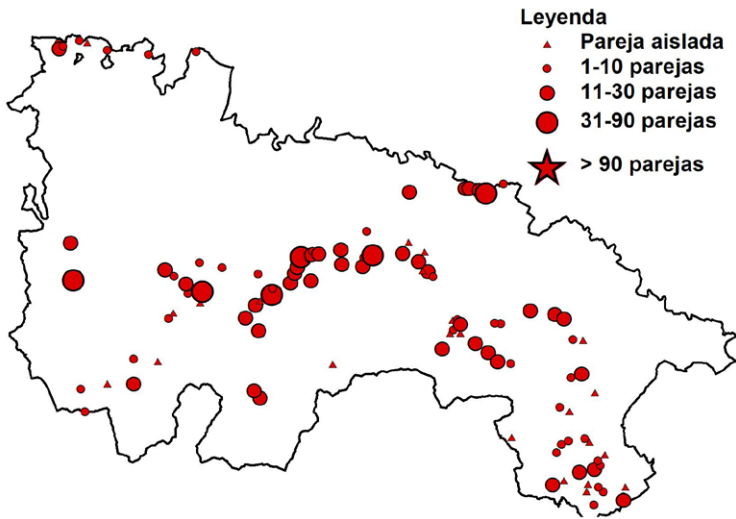 Leyenda
Pareja aislada
1-10 parejas
11-30 parejas
31-90 parejas
> 90 parejas